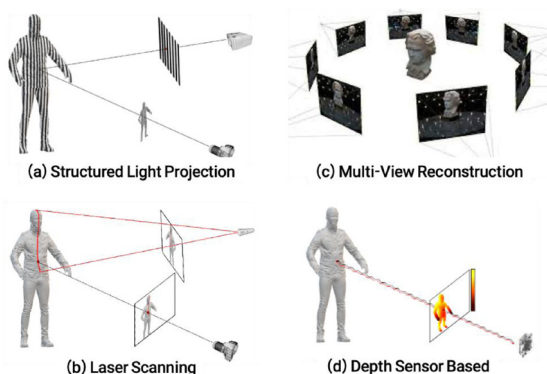 (a) Structured Light Projection
(c) Multi-View Reconstruction
(b) Laser Scanning
(d) Depth Sensor Based